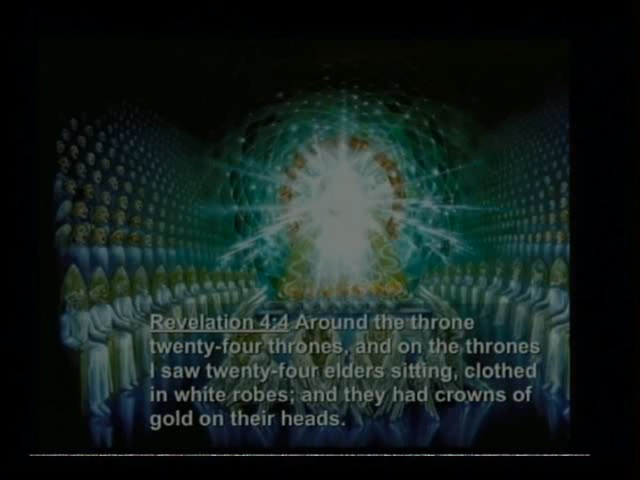 Revelation 4:4 Around the throne
twenty-four thrones, and on the thrones
I saw twenty-four elders sitting, clothed
in white robes; and they had crowns of
gold on their heads.